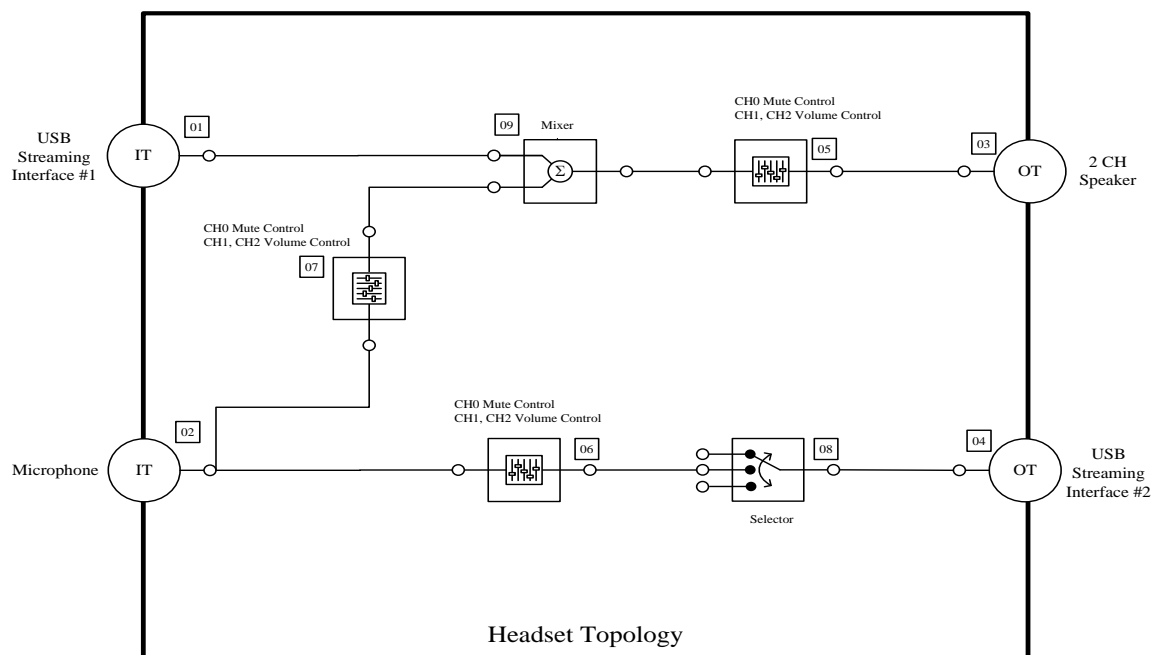 CH0 Mute Control
CH1, CH2 Volume Control
USB
Streaming
Interface #1
IT
01
09
Mixer
Σ
05
03
OT
2 CH
Speaker
CH0 Mute Control
CH1, CH2 Volume Control
07
CH0 Mute Control
CH1, CH2 Volume Control
Microphone
IT
02
06
08
Selector
04
OT
USB
Streaming
Interface #2
Headset Topology